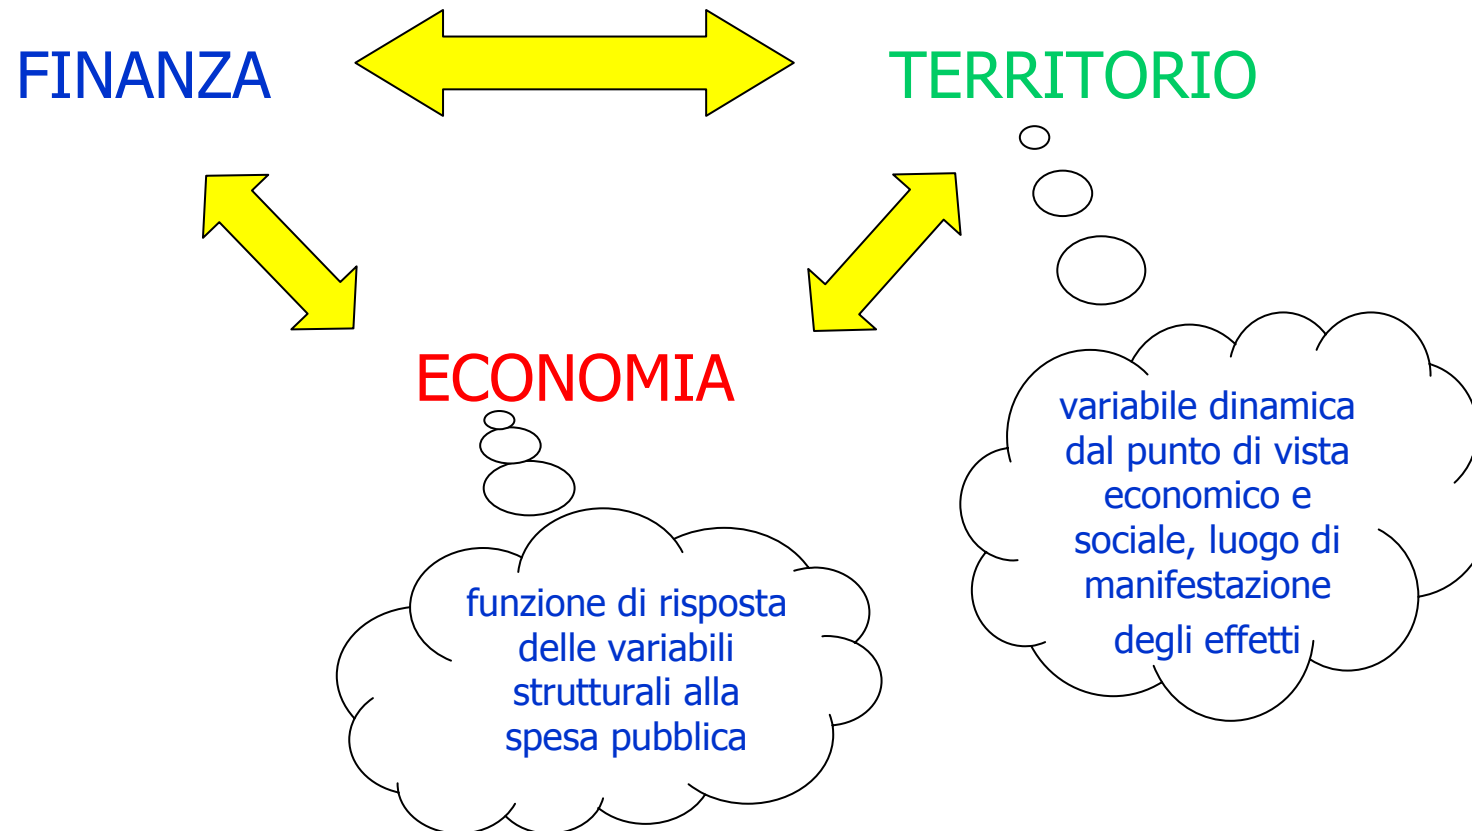 FINANZA
TERRITORIO
ECONOMIA
variabile dinamica
dal punto di vista
economico e
sociale, luogo di
manifestazione
degli effetti
funzione di risposta
delle variabili
strutturali alla
spesa pubblica